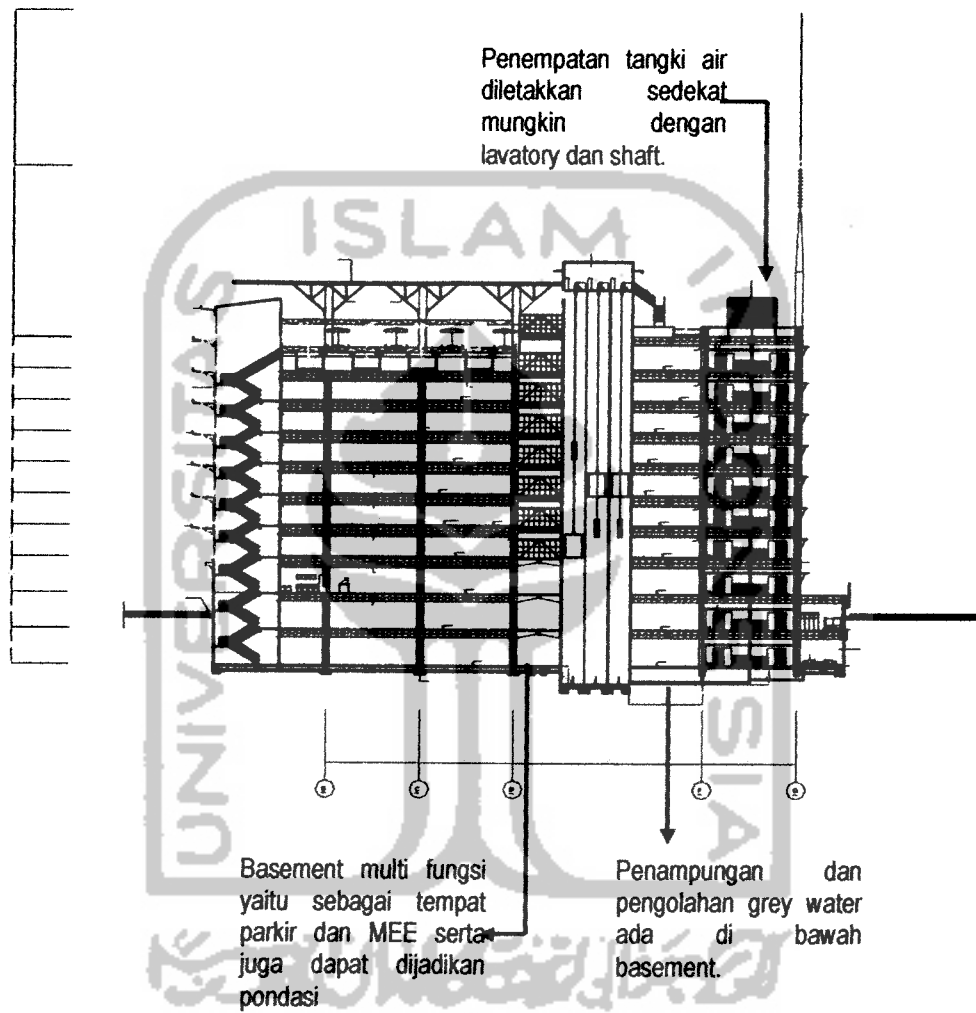 Penempatan tangki air
diletakkan sedekat
mungkin dengan
lavatory dan shaft.
UNIVERSITAS ISLAM INDONESIA
Basement multi fungsi
yaitu sebagai tempat
parkir dan MEE serta
juga dapat dijadikan
pondasi
Penampungan dan
pengolahan grey water
ada di bawah
basement.